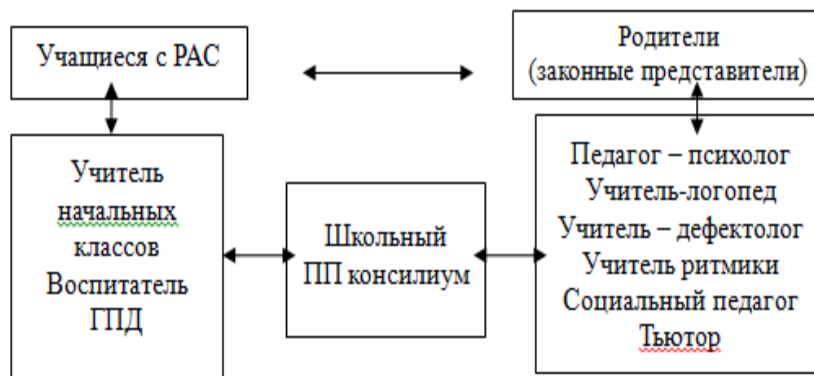 Учащиеся с РАС
Родители
(законные представители)
Учитель
начальных
классов
Воспитатель
ГПД
Школьный
ПП консилиум
Педагог – психолог
Учитель-логопед
Учитель – дефектолог
Учитель ритмики
Социальный педагог
Тьютор